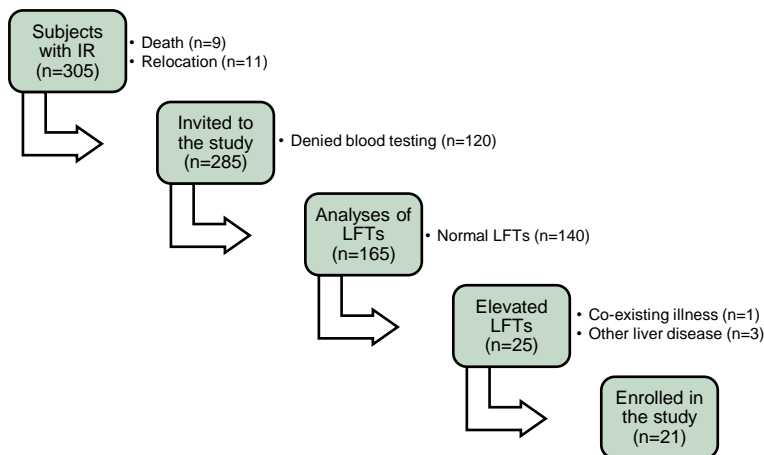 Subjects
with IR
(n=305)
• Death (n=9)
• Relocation (n=11)
Invited to
the study
(n=285)
• Denied blood testing (n=120)
Analyses of
LFTs
(n=165)
• Normal LFTs (n=140)
Elevated
LFTs
(n=25)
• Co-existing illness (n=1)
• Other liver disease (n=3)
Enrolled in
the study
(n=21)